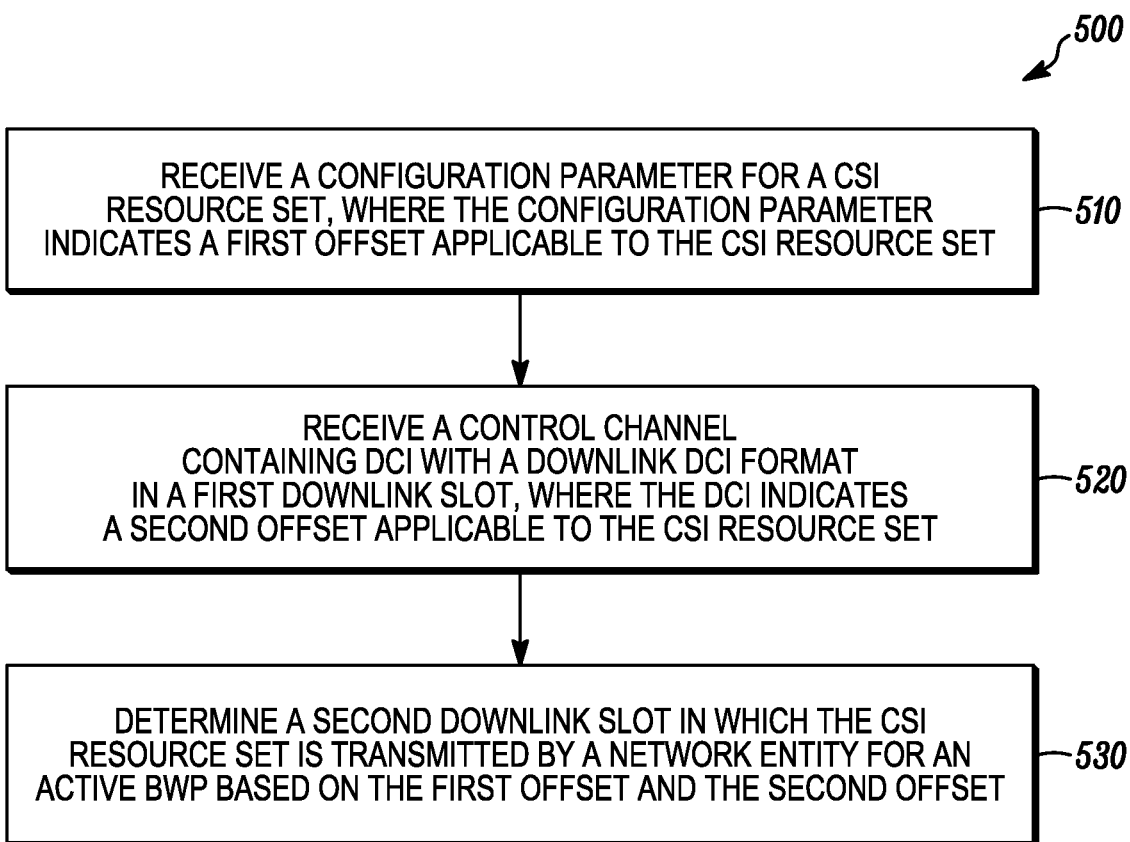 500
RECEIVE A CONFIGURATION PARAMETER FOR A CSI
RESOURCE SET, WHERE THE CONFIGURATION PARAMETER
INDICATES A FIRST OFFSET APPLICABLE TO THE CSI RESOURCE SET
510
RECEIVE A CONTROL CHANNEL
CONTAINING DCI WITH A DOWNLINK DCI FORMAT
IN A FIRST DOWNLINK SLOT, WHERE THE DCI INDICATES
A SECOND OFFSET APPLICABLE TO THE CSI RESOURCE SET
520
DETERMINE A SECOND DOWNLINK SLOT IN WHICH THE CSI
RESOURCE SET IS TRANSMITTED BY A NETWORK ENTITY FOR AN
ACTIVE BWP BASED ON THE FIRST OFFSET AND THE SECOND OFFSET
530